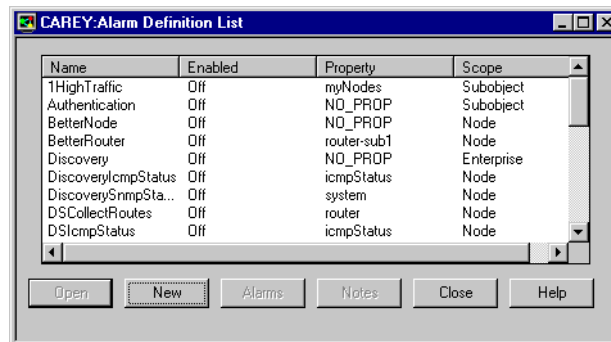 CAREY:Alarm Definition List
Name Enabled Property Scope
1HighTraffic Off myNodes Subobject
Authentication Off NO_PROP Subobject
BetterNode Off NO_PROP Node
BetterRouter Off router-sub1 Node
Discovery Off NO_PROP Enterprise
DiscoveryIcmpStatus Off icmpStatus Node
DiscoverySnmpSta... Off system Node
DSCollectRoutes Off router Node
DSIcmpStatus Off icmpStatus Node
Open New Alarms Notes Close Help